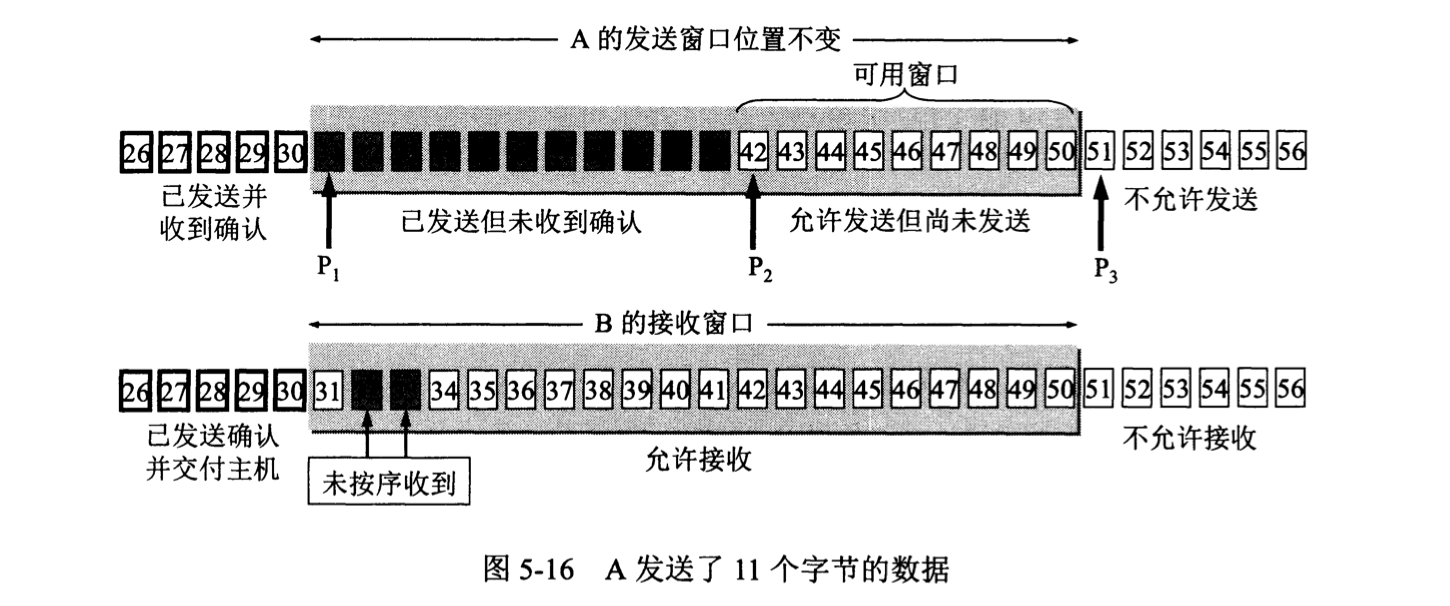 A 的发送窗口位置不变
可用窗口
26 27 28 29 30 42 43 44 45 46 47 48 49 50 51 52 53 54 55 56
已发送并
收到确认
已发送但未收到确认
允许发送但尚未发送
不允许发送
P₁ P₂ P₃
B 的接收窗口
26 27 28 29 30 31 34 35 36 37 38 39 40 41 42 43 44 45 46 47 48 49 50 51 52 53 54 55 56
已发送确认
并交付主机
未按序收到
允许接收
不允许接收
图 5-16 A 发送了 11 个字节的数据